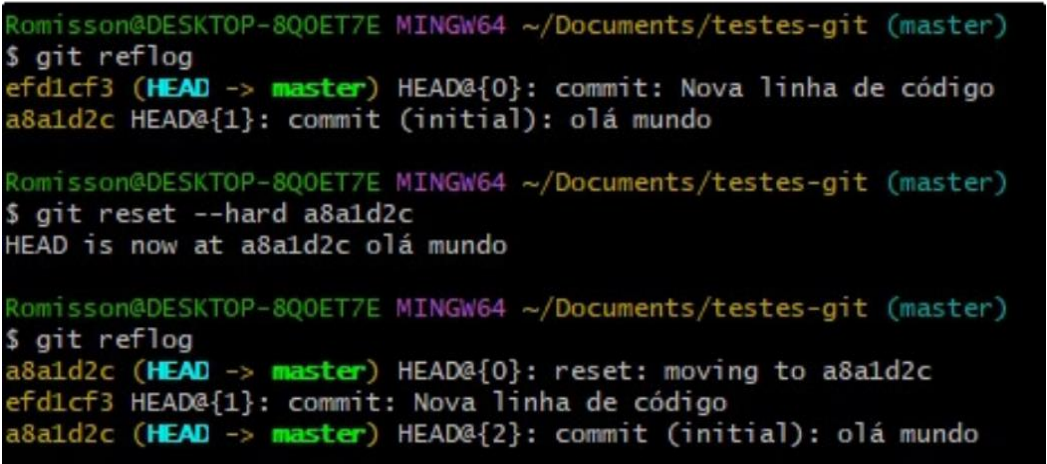 Romisson@DESKTOP-8QOET7E MINGW64 ~/Documents/testes-git (master)
$ git reflog
efd1cf3 (HEAD -> master) HEAD@{0}: commit: Nova linha de código
a8a1d2c HEAD@{1}: commit (initial): olá mundo
Romisson@DESKTOP-8QOET7E MINGW64 ~/Documents/testes-git (master)
$ git reset --hard a8a1d2c
HEAD is now at a8a1d2c olá mundo
Romisson@DESKTOP-8QOET7E MINGW64 ~/Documents/testes-git (master)
$ git reflog
a8a1d2c (HEAD -> master) HEAD@{0}: reset: moving to a8a1d2c
efd1cf3 HEAD@{1}: commit: Nova linha de código
a8a1d2c (HEAD -> master) HEAD@{2}: commit (initial): olá mundo